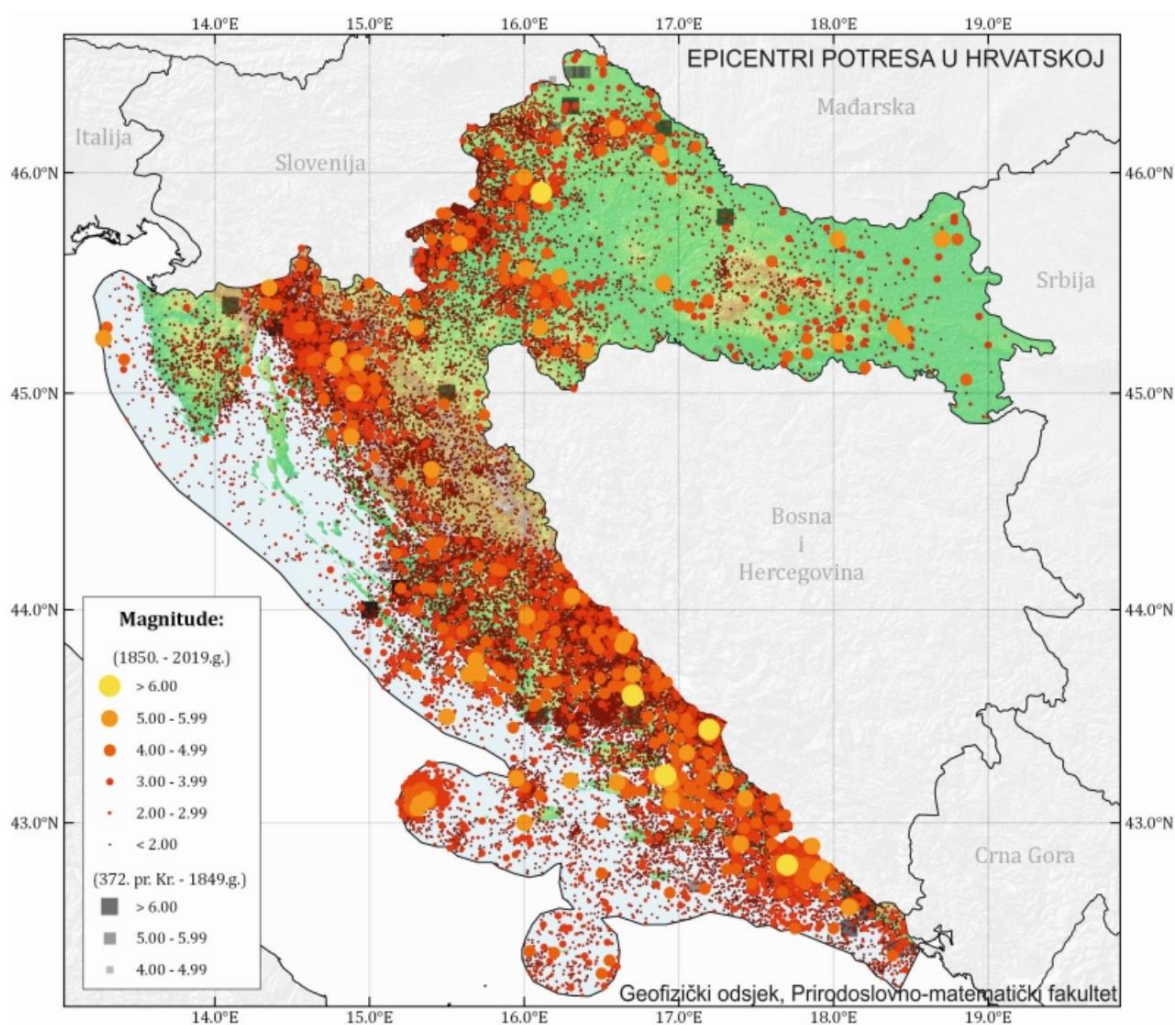 14.0°E 15.0°E 16.0°E 17.0°E 18.0°E 19.0°E
EPICENTRI POTRESA U HRVATSKOJ
Mađarska
Italija
Slovenija
46.0°N 46.0°N
Srbija
45.0°N 45.0°N
Bosna
i
Hercegovina
44.0°N 44.0°N
Magnitude:
(1850. - 2019.g.)
> 6.00
5.00 - 5.99
4.00 - 4.99
3.00 - 3.99
2.00 - 2.99
< 2.00
(372. pr. Kr. - 1849.g.)
> 6.00
5.00 - 5.99
4.00 - 4.99
43.0°N 43.0°N
Crna Gora
Geofizički odsjek, Prirodoslovno-matematički fakultet
14.0°E 15.0°E 16.0°E 17.0°E 18.0°E 19.0°E